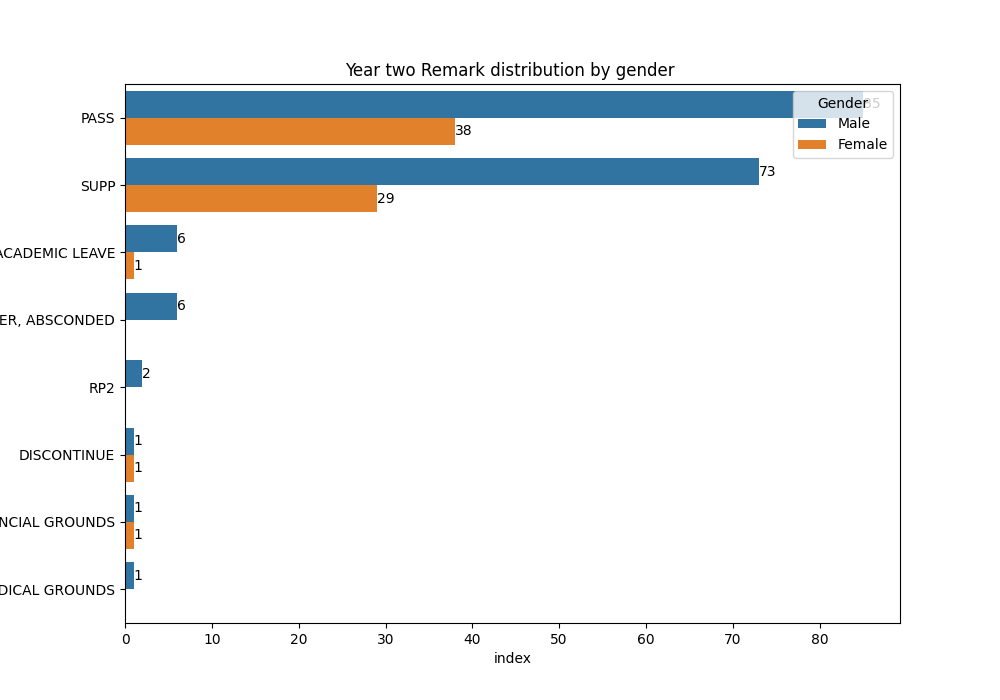 Year two Remark distribution by gender
PASS
85
38
SUPP
73
29
ACADEMIC LEAVE
6
1
ER, ABSCONDED
6
RP2
2
DISCONTINUE
1
1
NCIAL GROUNDS
1
1
DICAL GROUNDS
1
Gender
Male
Female
0 10 20 30 40 50 60 70 80
index